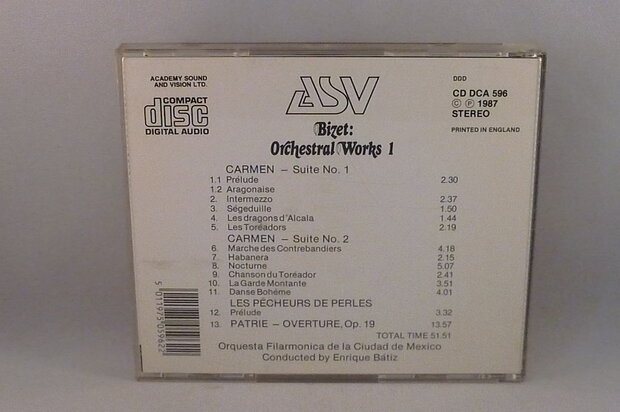 ACADEMY SOUND
AND VISION LTD.
COMPACT
disc
DIGITAL AUDIO
ASV
DDD
CD DCA 596
© ℗ 1987
STEREO
PRINTED IN ENGLAND
Bizet:
Orchestral Works 1
CARMEN – Suite No. 1
1.1 Prélude 2.30
1.2 Aragonaise
2. Intermezzo 2.37
3. Ségeduille 1.50
4. Les dragons d'Alcala 1.44
5. Les Toréadors 2.19
CARMEN – Suite No. 2
6. Marche des Contrebandiers 4.18
7. Habanera 2.15
8. Nocturne 5.07
9. Chanson du Toréador 2.41
10. La Garde Montante 3.51
11. Danse Bohéme 4.01
LES PÉCHEURS DE PERLES
12. Prélude 3.32
13. PATRIE – OVERTURE, Op. 19 13.57
TOTAL TIME 51.51
Orquesta Filarmonica de la Ciudad de Mexico
Conducted by Enrique Bátiz
5 011975 059622